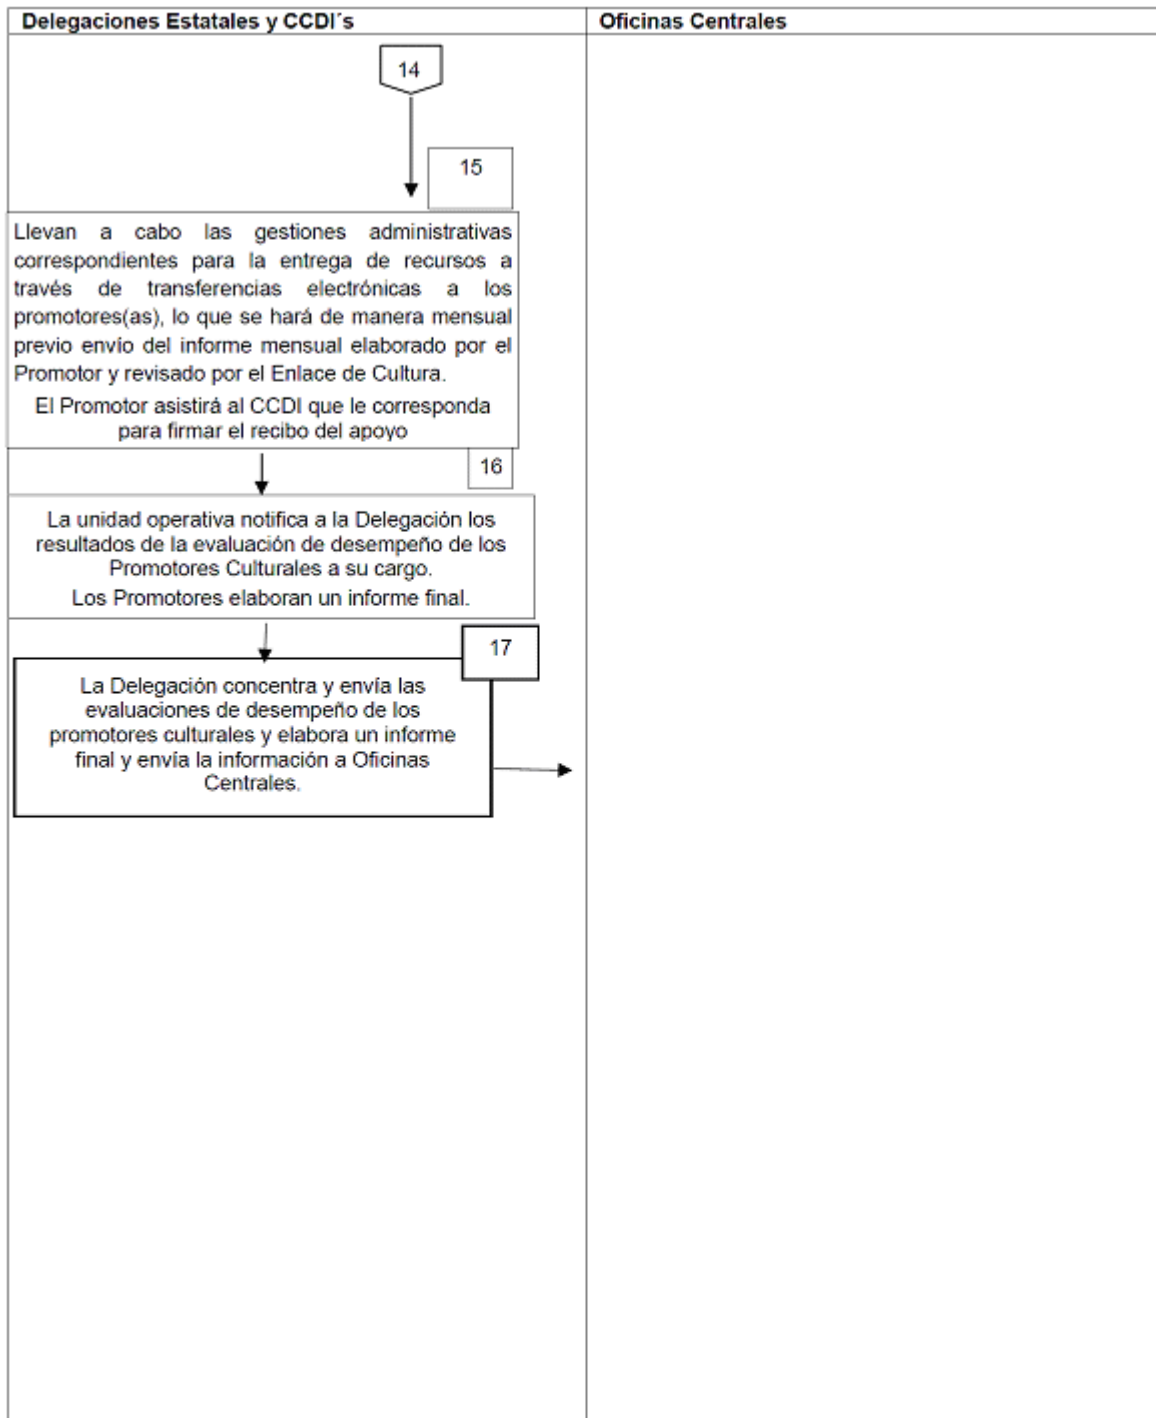 Delegaciones Estatales y CCDI´s
Oficinas Centrales
14
15
Llevan a cabo las gestiones administrativas
correspondientes para la entrega de recursos a
través de transferencias electrónicas a los
promotores(as), lo que se hará de manera mensual
previo envío del informe mensual elaborado por el
Promotor y revisado por el Enlace de Cultura.
El Promotor asistirá al CCDI que le corresponda
para firmar el recibo del apoyo
16
La unidad operativa notifica a la Delegación los
resultados de la evaluación de desempeño de los
Promotores Culturales a su cargo.
Los Promotores elaboran un informe final.
17
La Delegación concentra y envía las
evaluaciones de desempeño de los
promotores culturales y elabora un informe
final y envía la información a Oficinas
Centrales.